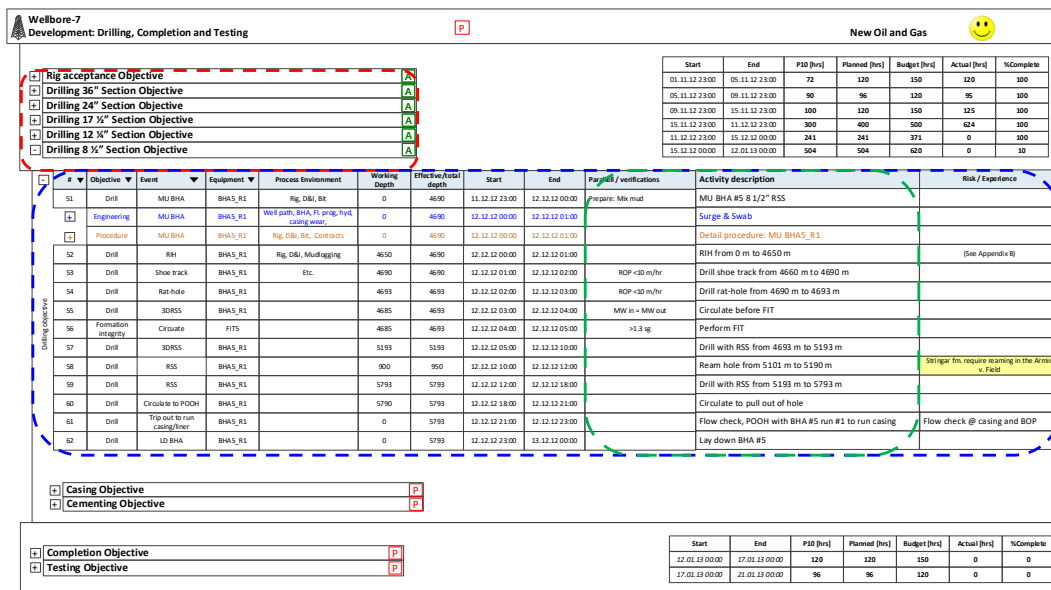 Wellbore-7
Development: Drilling, Completion and Testing
P
New Oil and Gas
+ Rig acceptance Objective A
+ Drilling 36" Section Objective A
+ Drilling 24" Section Objective A
+ Drilling 17 ½" Section Objective A
+ Drilling 12 ¼" Section Objective A
- Drilling 8 ½" Section Objective A
Start End P10 [hrs] Planned [hrs] Budget [hrs] Actual [hrs] %Complete
01.11.12 23:00 05.11.12 23:00 72 120 150 120 100
05.11.12 23:00 09.11.12 23:00 90 96 120 95 100
09.11.12 23:00 15.11.12 23:00 100 120 150 125 100
15.11.12 23:00 11.12.12 23:00 300 400 500 624 100
11.12.12 23:00 15.12.12 00:00 241 241 371 0 100
15.12.12 00:00 12.01.13 00:00 504 504 620 0 10
- # Objective Event Equipment Process Environment Working Depth Effective/total depth Start End / verifications Activity description Risk / Experience
Drilling objective
51 Drill MU BHA BHA5_R1 Rig, D&I, Bit 0 4690 11.12.12 23:00 12.12.12 00:00 Prepare: Mix mud MU BHA #5 8 1/2" RSS
+ Engineering MU BHA BHA5_R1 Well path, BHA, Fl. prog, hyd, casing wear, 0 4690 12.12.12 00:00 12.12.12 01:00 Surge & Swab
+ Procedure MU BHA BHA5_R1 Rig, D&I, Bit, Contracts 0 4690 12.12.12 00:00 12.12.12 01:00 Detail procedure: MU BHA5_R1
52 Drill RIH BHA5_R1 Rig, D&I, Mudlogging 4650 4690 12.12.12 00:00 12.12.12 01:00 RIH from 0 m to 4650 m (See Appendix B)
53 Drill Shoe track BHA5_R1 Etc. 4690 4690 12.12.12 01:00 12.12.12 02:00 ROP <10 m/hr Drill shoe track from 4660 m to 4690 m
54 Drill Rat-hole BHA5_R1 4693 4693 12.12.12 02:00 12.12.12 03:00 ROP <10 m/hr Drill rat-hole from 4690 m to 4693 m
55 Drill 3DRSS BHA5_R1 4685 4693 12.12.12 03:00 12.12.12 04:00 MW in = MW out Circulate before FIT
56 Formation integrity Circuate FIT5 4685 4693 12.12.12 04:00 12.12.12 05:00 >1.3 sg Perform FIT
57 Drill 3DRSS BHA5_R1 5193 5193 12.12.12 05:00 12.12.12 10:00 Drill with RSS from 4693 m to 5193 m
58 Drill RSS BHA5_R1 900 950 12.12.12 10:00 12.12.12 12:00 Ream hole from 5101 m to 5190 m Stringar fm. require reaming in the Armin v. Field
59 Drill RSS BHA5_R1 5793 5793 12.12.12 12:00 12.12.12 18:00 Drill with RSS from 5193 m to 5793 m
60 Drill Circulate to POOH BHA5_R1 5790 5793 12.12.12 18:00 12.12.12 21:00 Circulate to pull out of hole
61 Drill Trip out to run casing/liner BHA5_R1 0 5793 12.12.12 21:00 12.12.12 23:00 Flow check, POOH with BHA #5 run #1 to run casing Flow check @ casing and BOP
62 Drill LD BHA BHA5_R1 0 5793 12.12.12 23:00 13.12.12 00:00 Lay down BHA #5
+ Casing Objective P
+ Cementing Objective P
+ Completion Objective P
+ Testing Objective P
Start End P10 [hrs] Planned [hrs] Budget [hrs] Actual [hrs] %Complete
12.01.13 00:00 17.01.13 00:00 120 120 150 0 0
17.01.13 00:00 21.01.13 00:00 96 96 120 0 0